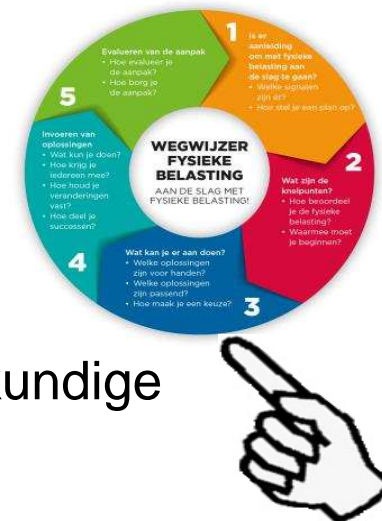 WEGWIJZER
FYSIEKE
BELASTING
AAN DE SLAG MET
FYSIEKE BELASTING!
1
Is er
aanleiding
om met fysieke
belasting aan
de slag te gaan?
• Welke signalen
zijn er?
• Hoe stel je een plan op?
2
Wat zijn de
knelpunten?
• Hoe beoordeel
je de fysieke
belasting?
• Waarmee moet
je beginnen?
3
Wat kan je er aan doen?
• Welke oplossingen
zijn voor handen?
• Welke oplossingen
zijn passend?
• Hoe maak je een keuze?
4
Invoeren van
oplossingen
• Wat kun je doen?
• Hoe krijg je
iedereen mee?
• Hoe houd je
veranderingen
vast?
• Hoe deel je
successen?
5
Evalueren van de aanpak
• Hoe evalueer je
de aanpak?
• Hoe borg je
de aanpak?
kundige